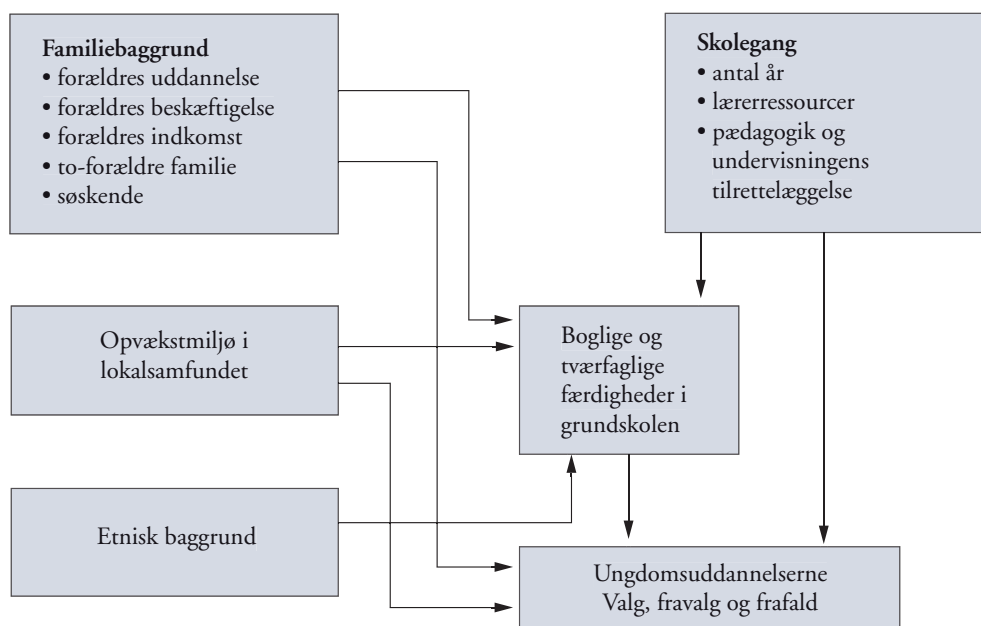 Familiebaggrund
• forældres uddannelse
• forældres beskæftigelse
• forældres indkomst
• to-forældre familie
• søskende
Skolegang
• antal år
• lærerressourcer
• pædagogik og
undervisningens
tilrettelæggelse
Opvækstmiljø i
lokalsamfundet
Boglige og
tværfaglige
færdigheder i
grundskolen
Etnisk baggrund
Ungdomsuddannelserne
Valg, fravalg og frafald